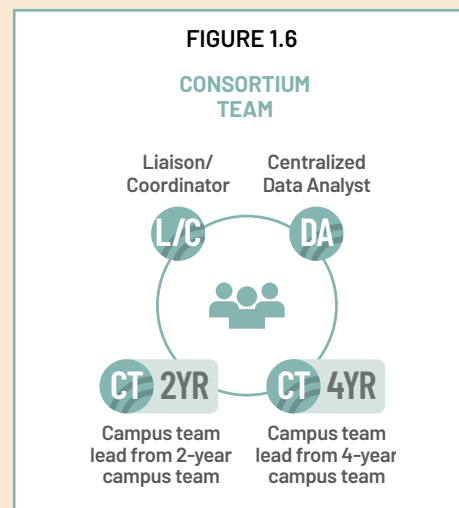 FIGURE 1.6
CONSORTIUM
TEAM
Liaison/
Coordinator
Centralized
Data Analyst
L/C
DA
CT 2YR
CT 4YR
Campus team
lead from 2-year
campus team
Campus team
lead from 4-year
campus team